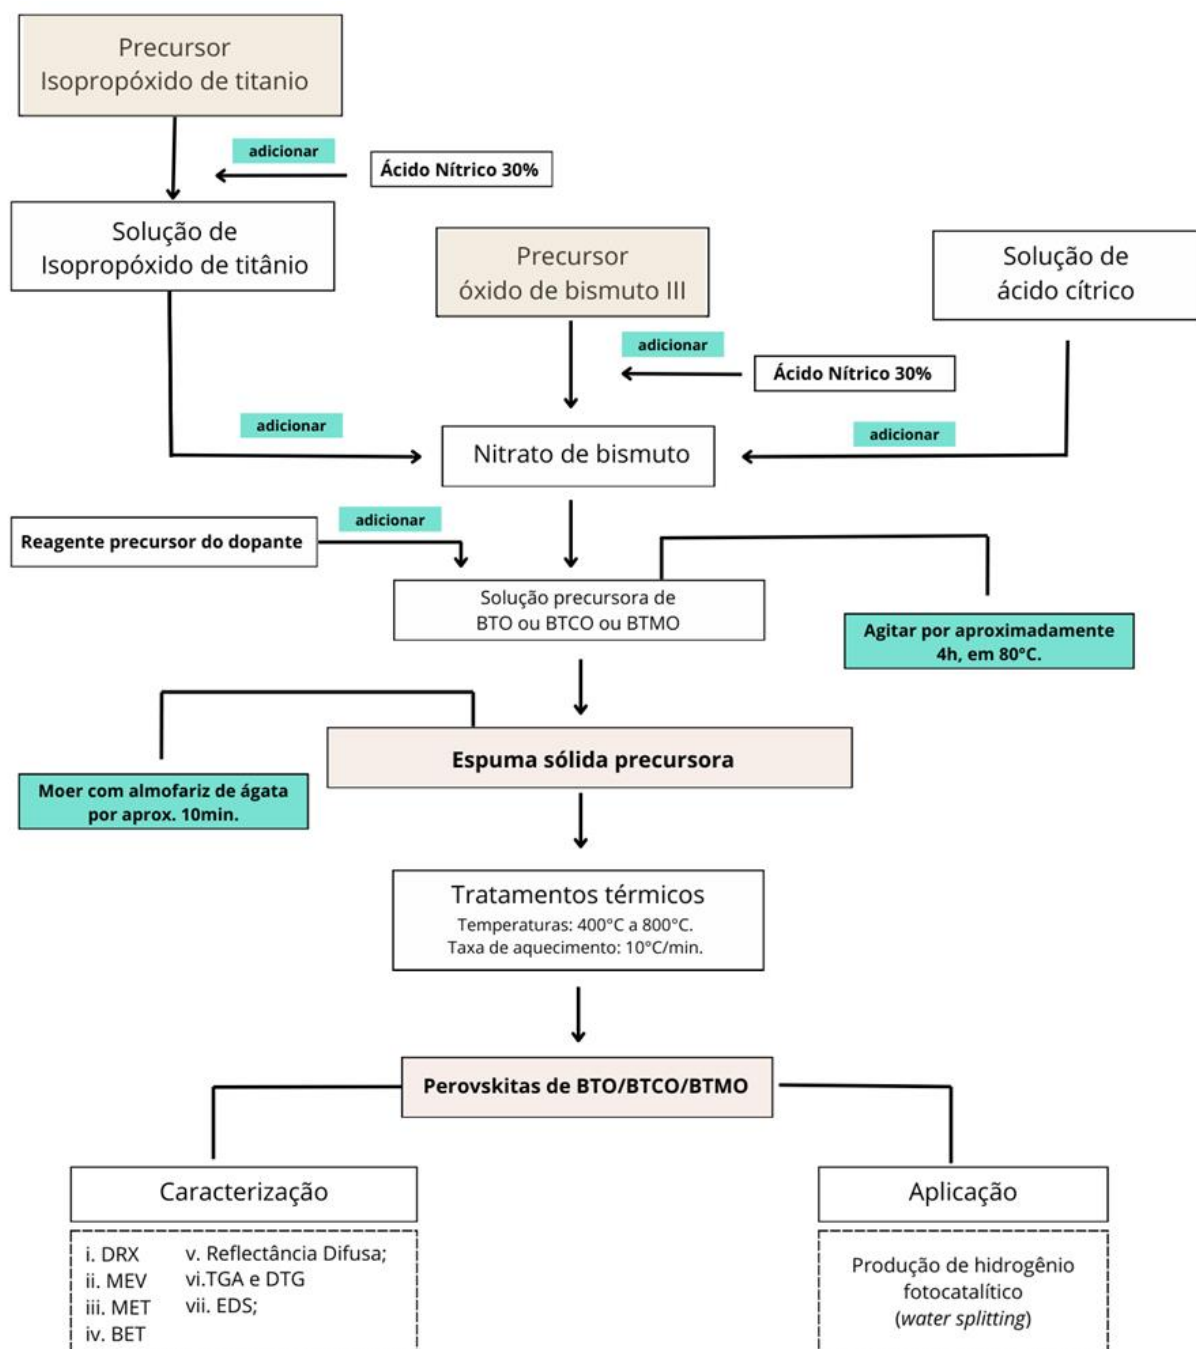 Precursor
Isopropóxido de titanio
adicionar
Ácido Nítrico 30%
Solução de
Isopropóxido de titânio
Precursor
óxido de bismuto III
Solução de
ácido cítrico
adicionar
Ácido Nítrico 30%
adicionar
adicionar
Nitrato de bismuto
adicionar
Reagente precursor do dopante
Solução precursora de
BTO ou BTCO ou BTMO
Agitar por aproximadamente
4h, em 80°C.
Espuma sólida precursora
Moer com almofariz de ágata
por aprox. 10min.
Tratamentos térmicos
Temperaturas: 400°C a 800°C.
Taxa de aquecimento: 10°C/min.
Perovskitas de BTO/BTCO/BTMO
Caracterização
i. DRX
ii. MEV
iii. MET
iv. BET
v. Reflectância Difusa;
vi.TGA e DTG
vii. EDS;
Aplicação
Produção de hidrogênio
fotocatalítico
(water splitting)